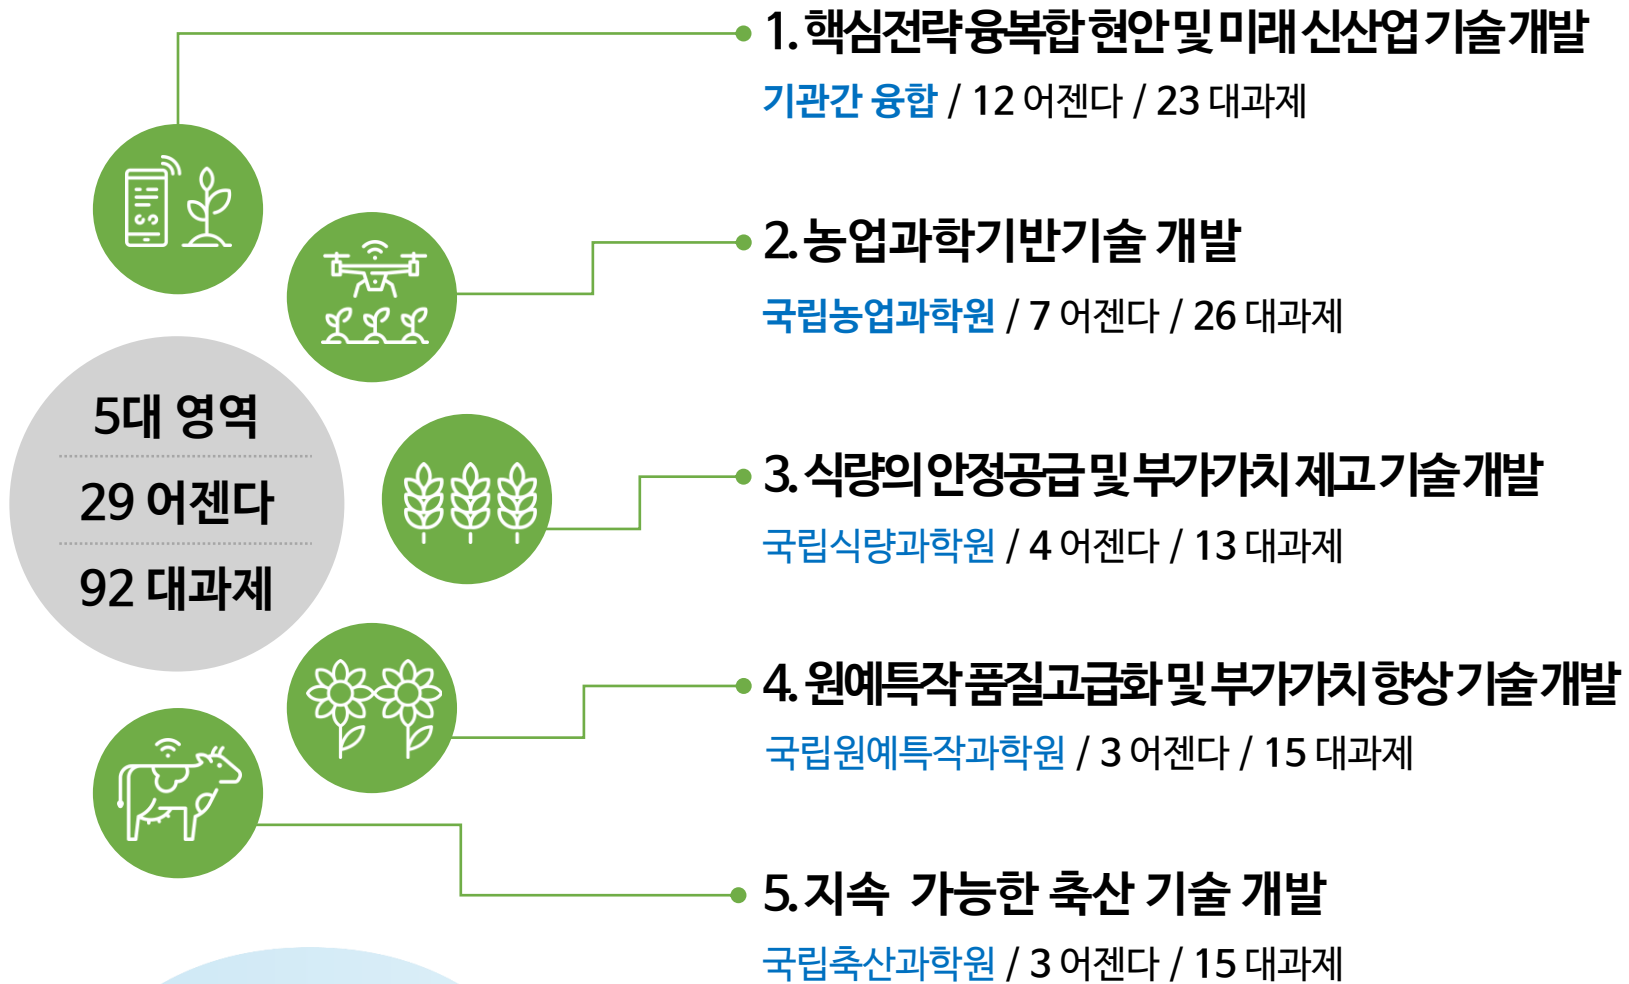 1. 핵심전략 융복합 현안 및 미래 신산업 기술 개발
기관간 융합 / 12 어젠다 / 23 대과제
2. 농업과학기반기술 개발
국립농업과학원 / 7 어젠다 / 26 대과제
5대 영역
29 어젠다
92 대과제
3. 식량의 안정공급 및 부가가치 제고 기술 개발
국립식량과학원 / 4 어젠다 / 13 대과제
4. 원예특작 품질고급화 및 부가가치 향상 기술 개발
국립원예특작과학원 / 3 어젠다 / 15 대과제
5. 지속 가능한 축산 기술 개발
국립축산과학원 / 3 어젠다 / 15 대과제